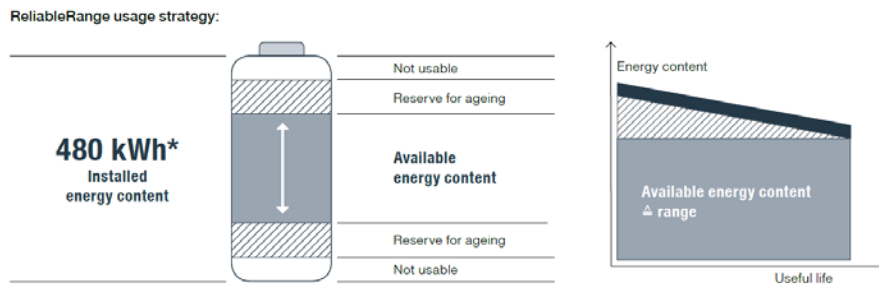 ReliableRange usage strategy:
480 kWh*
Installed
energy content
Not usable
Reserve for ageing
Available
energy content
Reserve for ageing
Not usable
Energy content
Available energy content
≙ range
Useful life